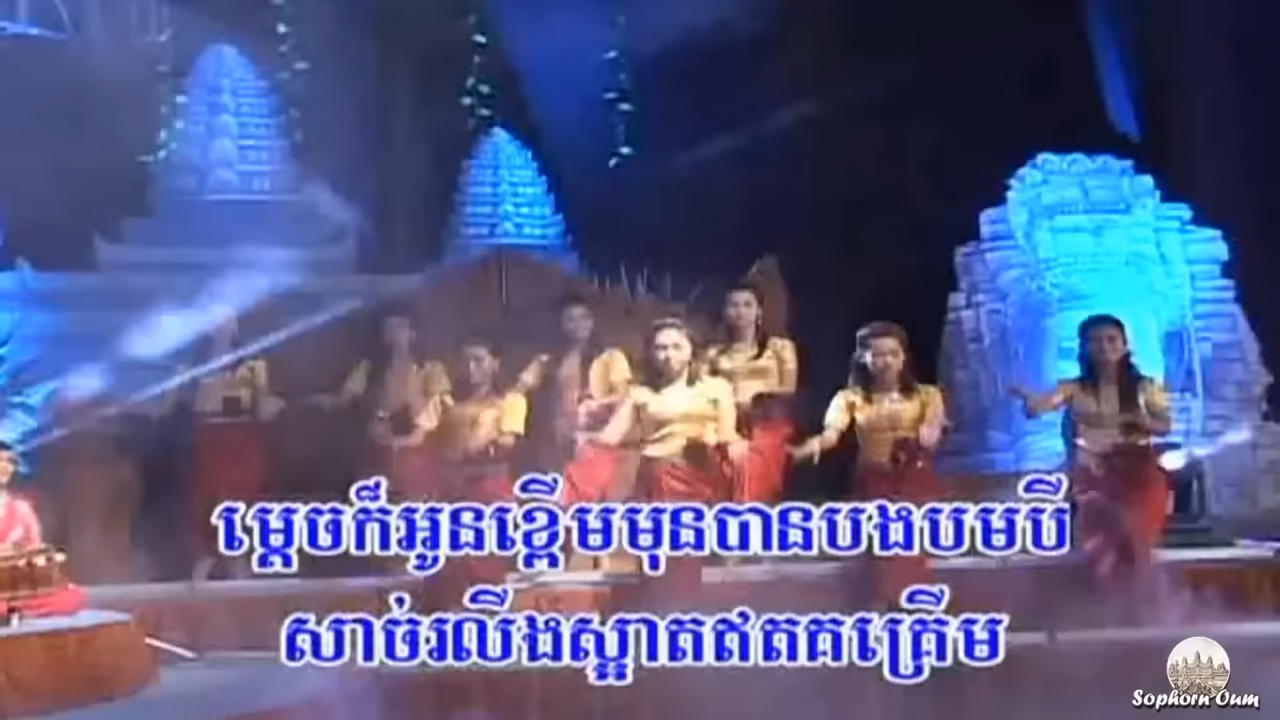 ម្ដេចក៏អូនខ្ពើមមុនបានបងបមបី
សាច់រលីងស្អាតឥតគគ្រើម
Sophorn Oum